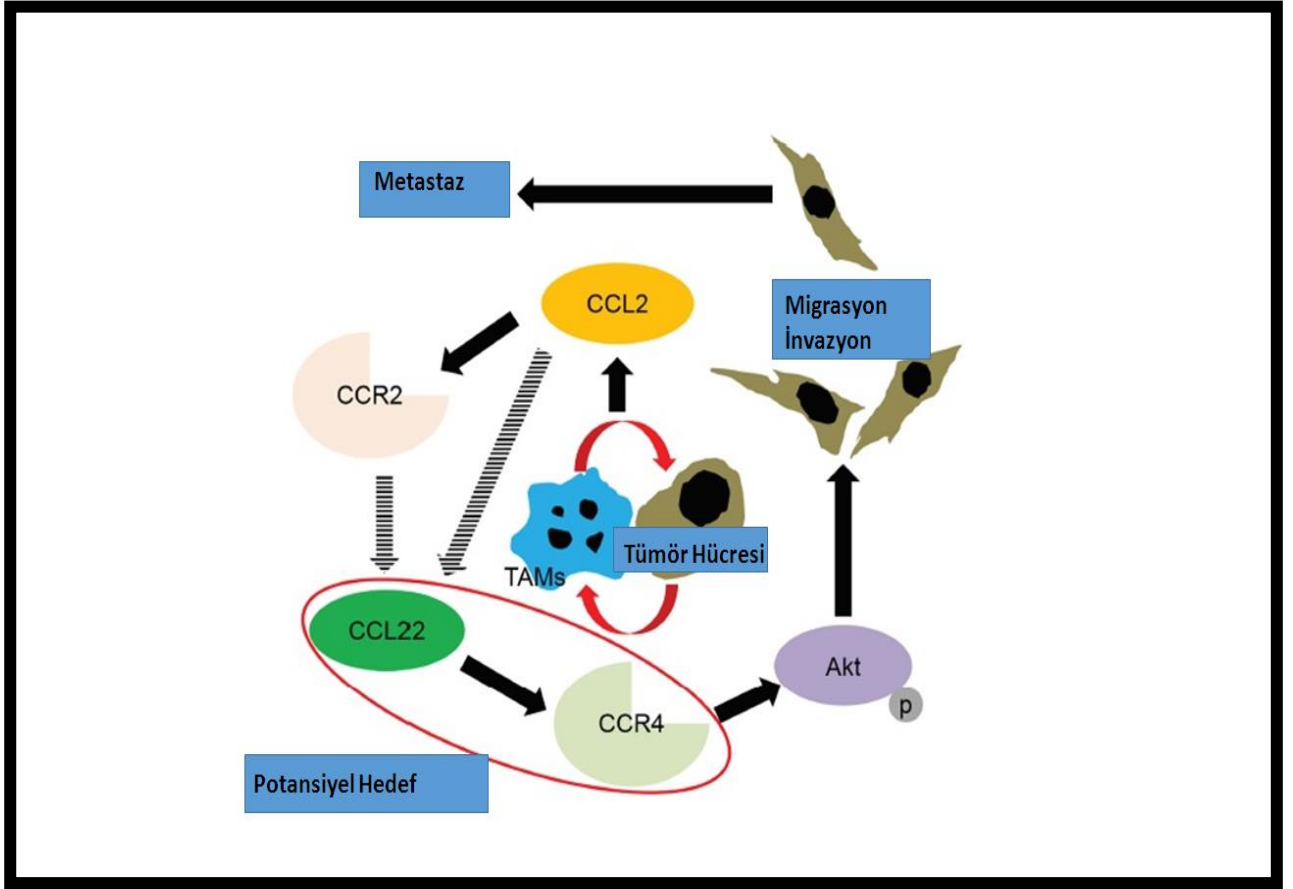 Metastaz
CCL2
Migrasyon
İnvazyon
CCR2
TAMs
Tümör Hücresi
CCL22
CCR4
Akt
p
Potansiyel Hedef